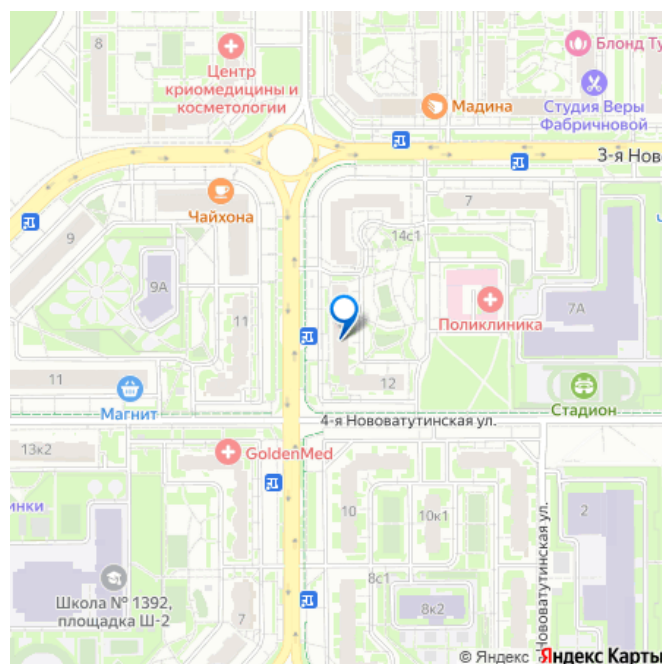 8
Центр
криомедицины и
косметологии
Блонд Ту
Мадина
Студия Веры
Фабричновой
3-я Ново
Чайхона
9
7
14с1
9А
7А
Поликлиника
11
11
12
Магнит
Стадион
4-я Нововатутинская ул.
13к2
GoldenMed
инки
10
10к1
2
Нововатутинская ул.
8с1
Школа № 1392,
площадка Ш-2
7
8к2
© Яндекс Яндекс Карты